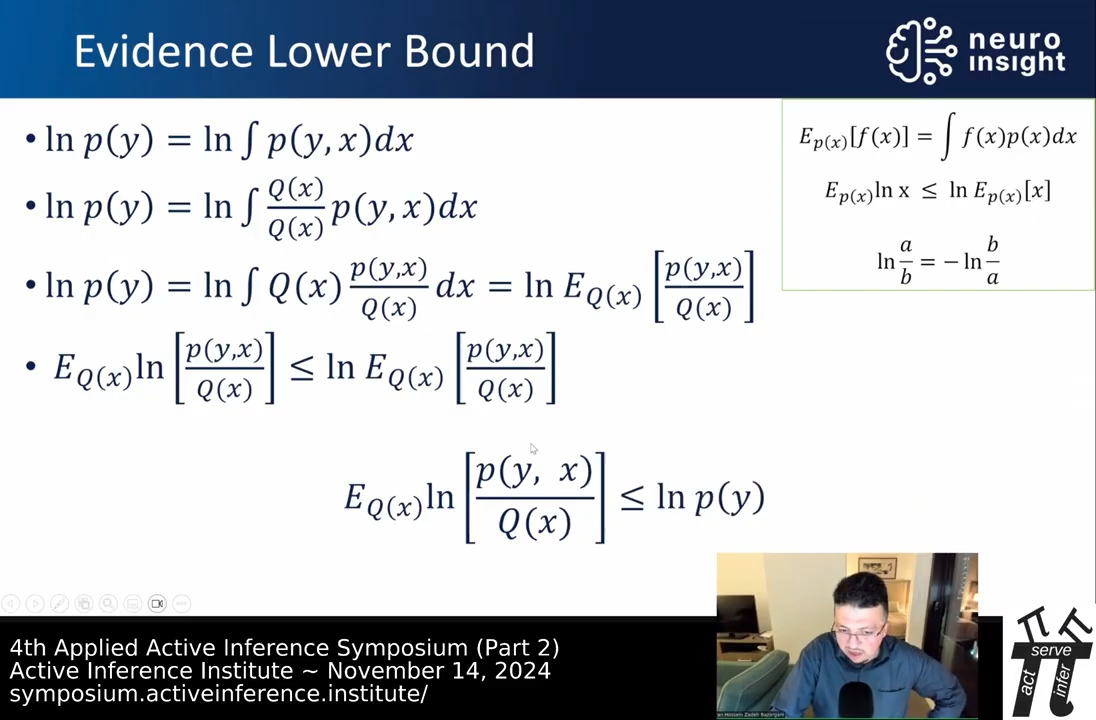 Evidence Lower Bound
neuro
insight
• ln p(y) = ln ∫ p(y, x)dx
• ln p(y) = ln ∫ Q(x)/Q(x) p(y, x)dx
• ln p(y) = ln ∫ Q(x) p(y,x)/Q(x) dx = ln E_Q(x) [p(y,x)/Q(x)]
• E_Q(x) ln [p(y,x)/Q(x)] ≤ ln E_Q(x) [p(y,x)/Q(x)]
E_Q(x) ln [p(y, x)/Q(x)] ≤ ln p(y)
E_p(x)[f(x)] = ∫ f(x)p(x)dx
E_p(x) ln x ≤ ln E_p(x)[x]
ln a/b = − ln b/a
4th Applied Active Inference Symposium (Part 2)
Active Inference Institute ~ November 14, 2024
symposium.activeinference.institute/
act
serve
infer